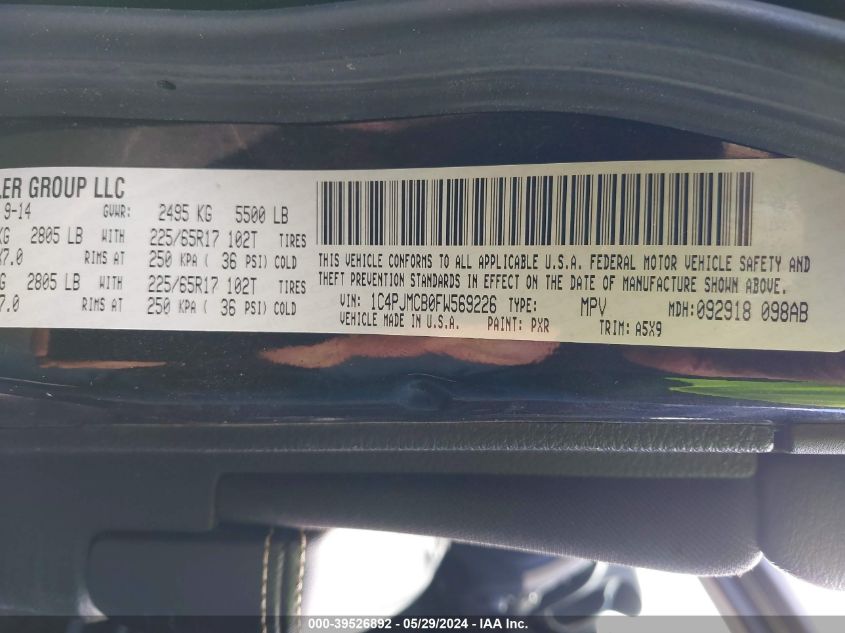 LER GROUP LLC
9-14 GVWR: 2495 KG 5500 LB
KG 2805 LB WITH 225/65R17 102T TIRES
X7.0 RIMS AT 250 KPA ( 36 PSI) COLD
G 2805 LB WITH 225/65R17 102T TIRES
7.0 RIMS AT 250 KPA ( 36 PSI) COLD
THIS VEHICLE CONFORMS TO ALL APPLICABLE U.S.A. FEDERAL MOTOR VEHICLE SAFETY AND
THEFT PREVENTION STANDARDS IN EFFECT ON THE DATE OF MANUFACTURE SHOWN ABOVE.
VIN: 1C4PJMCB0FW569226 TYPE: MPV MDH: 092918 098AB
VEHICLE MADE IN U.S.A. PAINT: PXR TRIM: A5X9
000-39526892 - 05/29/2024 - IAA Inc.